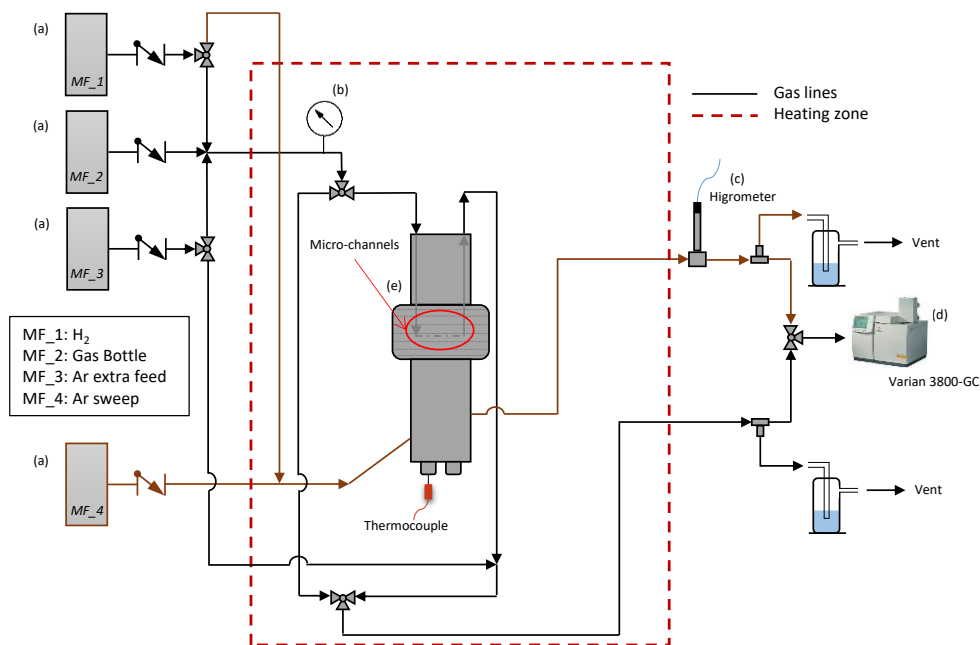 (a)
MF_1
(a)
MF_2
(a)
MF_3
MF_1: H₂
MF_2: Gas Bottle
MF_3: Ar extra feed
MF_4: Ar sweep
(a)
MF_4
(b)
Micro-channels
(e)
Thermocouple
Gas lines
Heating zone
(c)
Higrometer
Vent
(d)
Varian 3800-GC
Vent